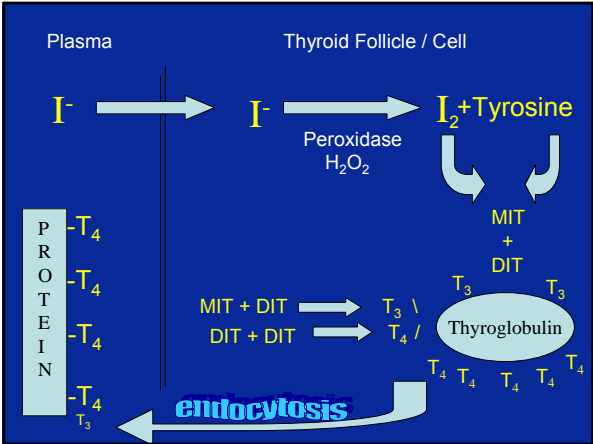 Plasma
Thyroid Follicle / Cell
I-
I-
I2+Tyrosine
Peroxidase
H2O2
MIT
+
DIT
PROTEIN
-T4
-T4
-T4
-T4
T3
MIT + DIT
T3 \
DIT + DIT
T4 /
T3
T3
Thyroglobulin
T4
T4
T4
T4
T4
endocytosis